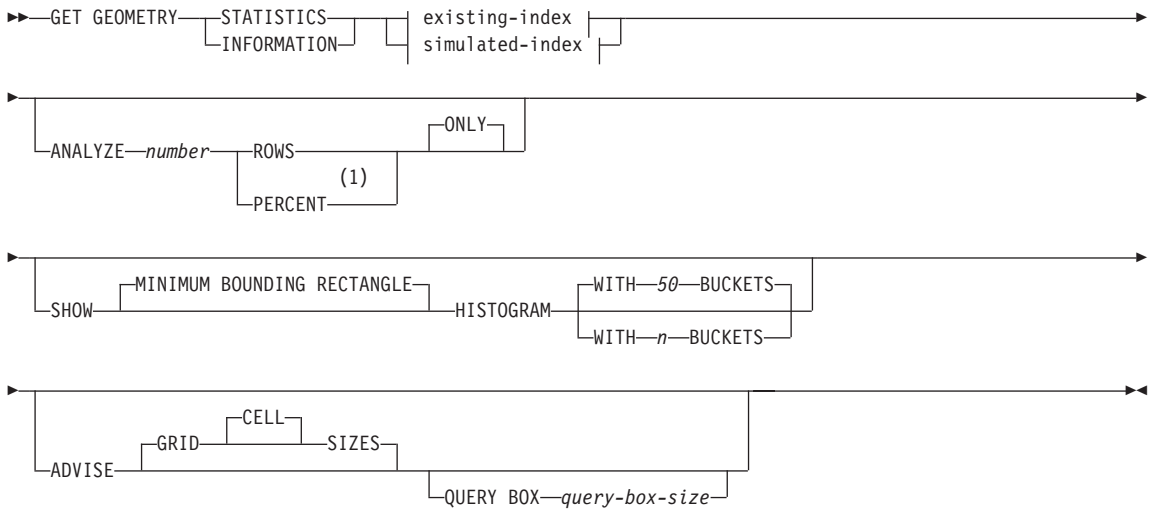 GET GEOMETRY STATISTICS existing-index
INFORMATION simulated-index
ONLY
ANALYZE number ROWS
(1)
PERCENT
MINIMUM BOUNDING RECTANGLE WITH 50 BUCKETS
SHOW HISTOGRAM
WITH n BUCKETS
CELL
GRID SIZES
ADVISE
QUERY BOX query-box-size